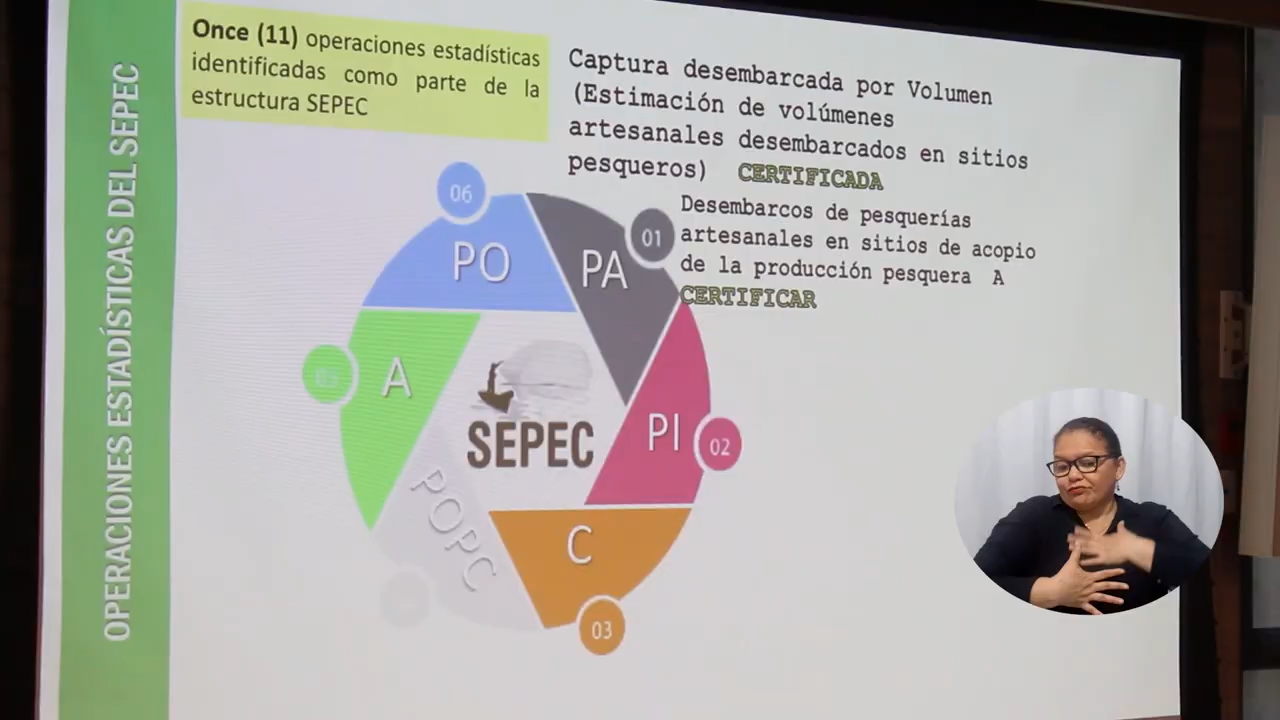 OPERACIONES ESTADÍSTICAS DEL SEPEC
Once (11) operaciones estadísticas
identificadas como parte de la
estructura SEPEC
Captura desembarcada por Volumen
(Estimación de volúmenes
artesanales desembarcados en sitios
pesqueros) CERTIFICADA
Desembarcos de pesquerías
artesanales en sitios de acopio
de la producción pesquera A
CERTIFICAR
06
PO
01
PA
A
SEPEC
PI
02
POPC
C
03